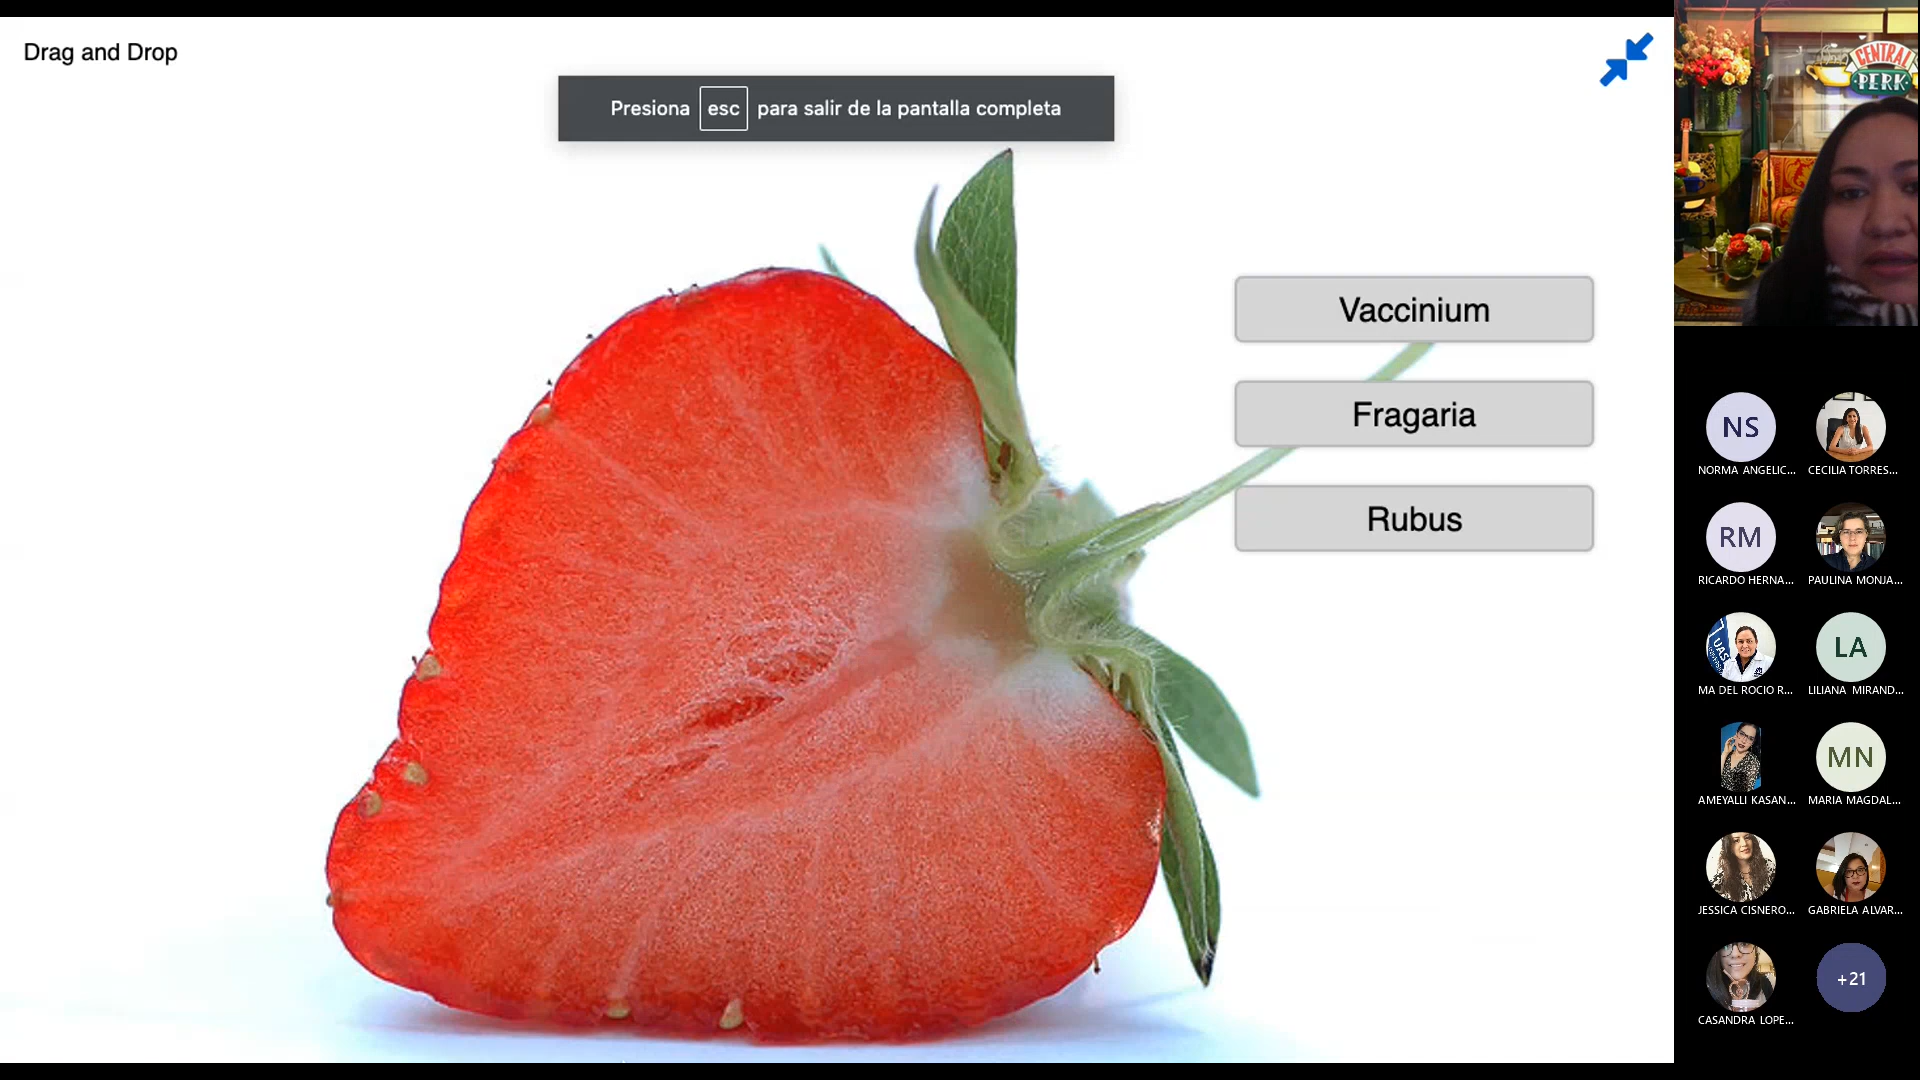 Drag and Drop
Presiona esc para salir de la pantalla completa
Vaccinium
Fragaria
Rubus
CENTRAL
PERK
NS
NORMA ANGELIC...
CECILIA TORRES...
RM
RICARDO HERNA...
PAULINA MONJA...
MA DEL ROCIO R...
LA
LILIANA MIRAND...
AMEYALLI KASAN...
MN
MARIA MAGDAL...
JESSICA CISNERO...
GABRIELA ALVAR...
CASANDRA LOPE...
+21